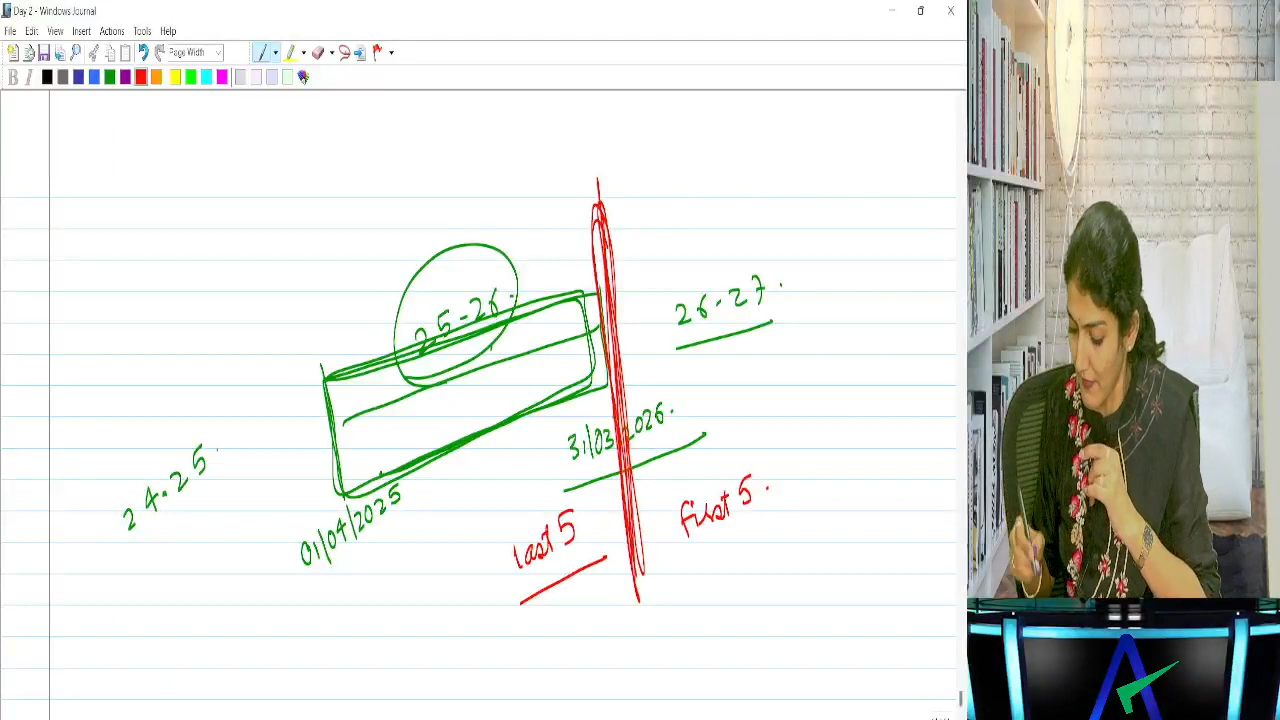 Day 2 - Windows Journal
File Edit View Insert Actions Tools Help
Page Width
B I
25-26.
26-27.
24.25.
01/04/2025
31/03/2026.
last 5
first 5.